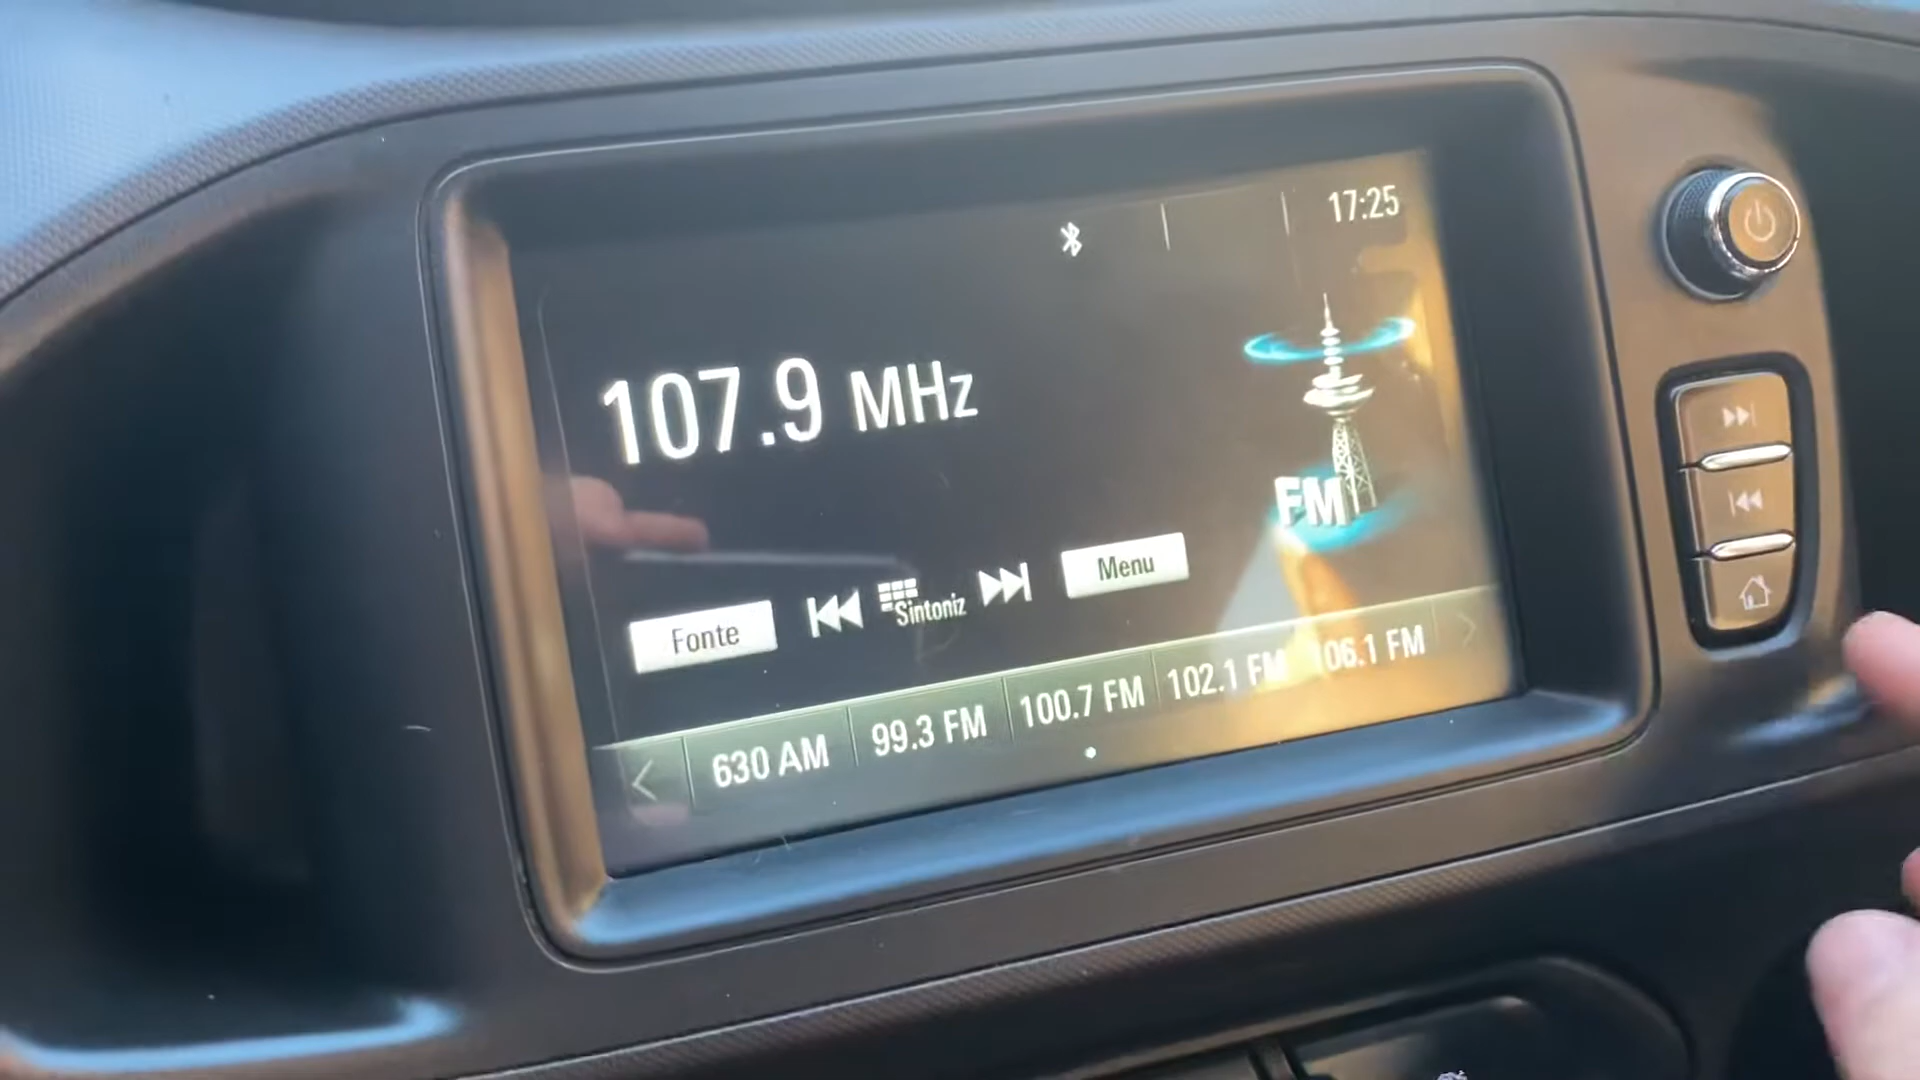 17:25
107.9 MHz
FM
Fonte
Sintoniz
Menu
630 AM
99.3 FM
100.7 FM
102.1 FM
106.1 FM